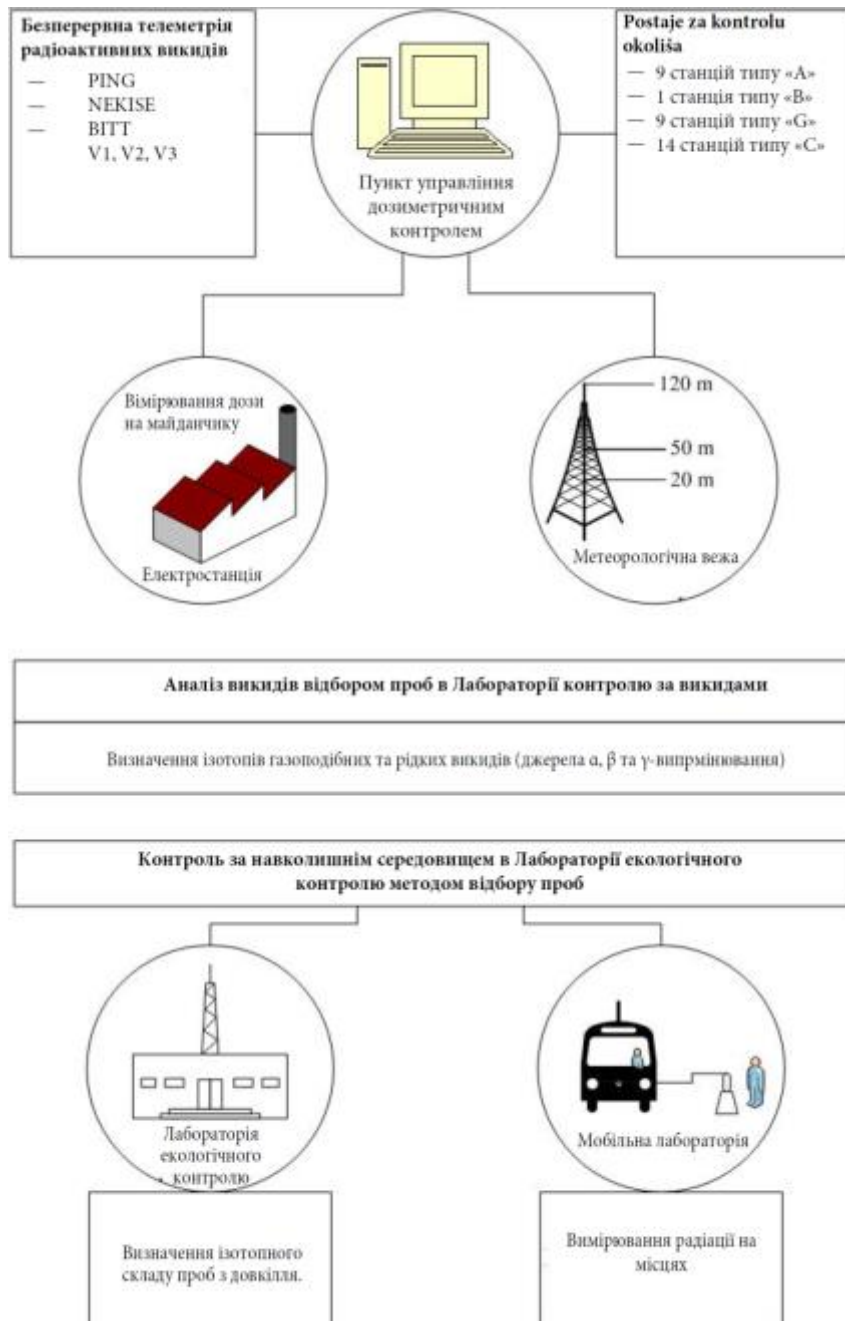 Безперервна телеметрія
радіоактивних викидів
— PING
— NEKISE
— BITT
V1, V2, V3
Пункт управління
дозиметричним
контролем
Postaje za kontrolu
okoliša
— 9 станцій типу «A»
— 1 станція типу «B»
— 9 станцій типу «G»
— 14 станцій типу «C»
Вімірювання дози
на майданчику
Електростанція
120 m
50 m
20 m
Метеорологічна вежа
Аналіз викидів відбором проб в Лабораторії контролю за викидами
Визначення ізотопів газоподібних та рідких викидів (джерела α, β та γ-випрмінювання)
Контроль за навколишнім середовищем в Лабораторії екологічного
контролю методом відбору проб
Лабораторія
екологічного
контролю
Мобільна лабораторія
Визначення ізотопного
складу проб з довкілля.
Вимірювання радіації на
місцях